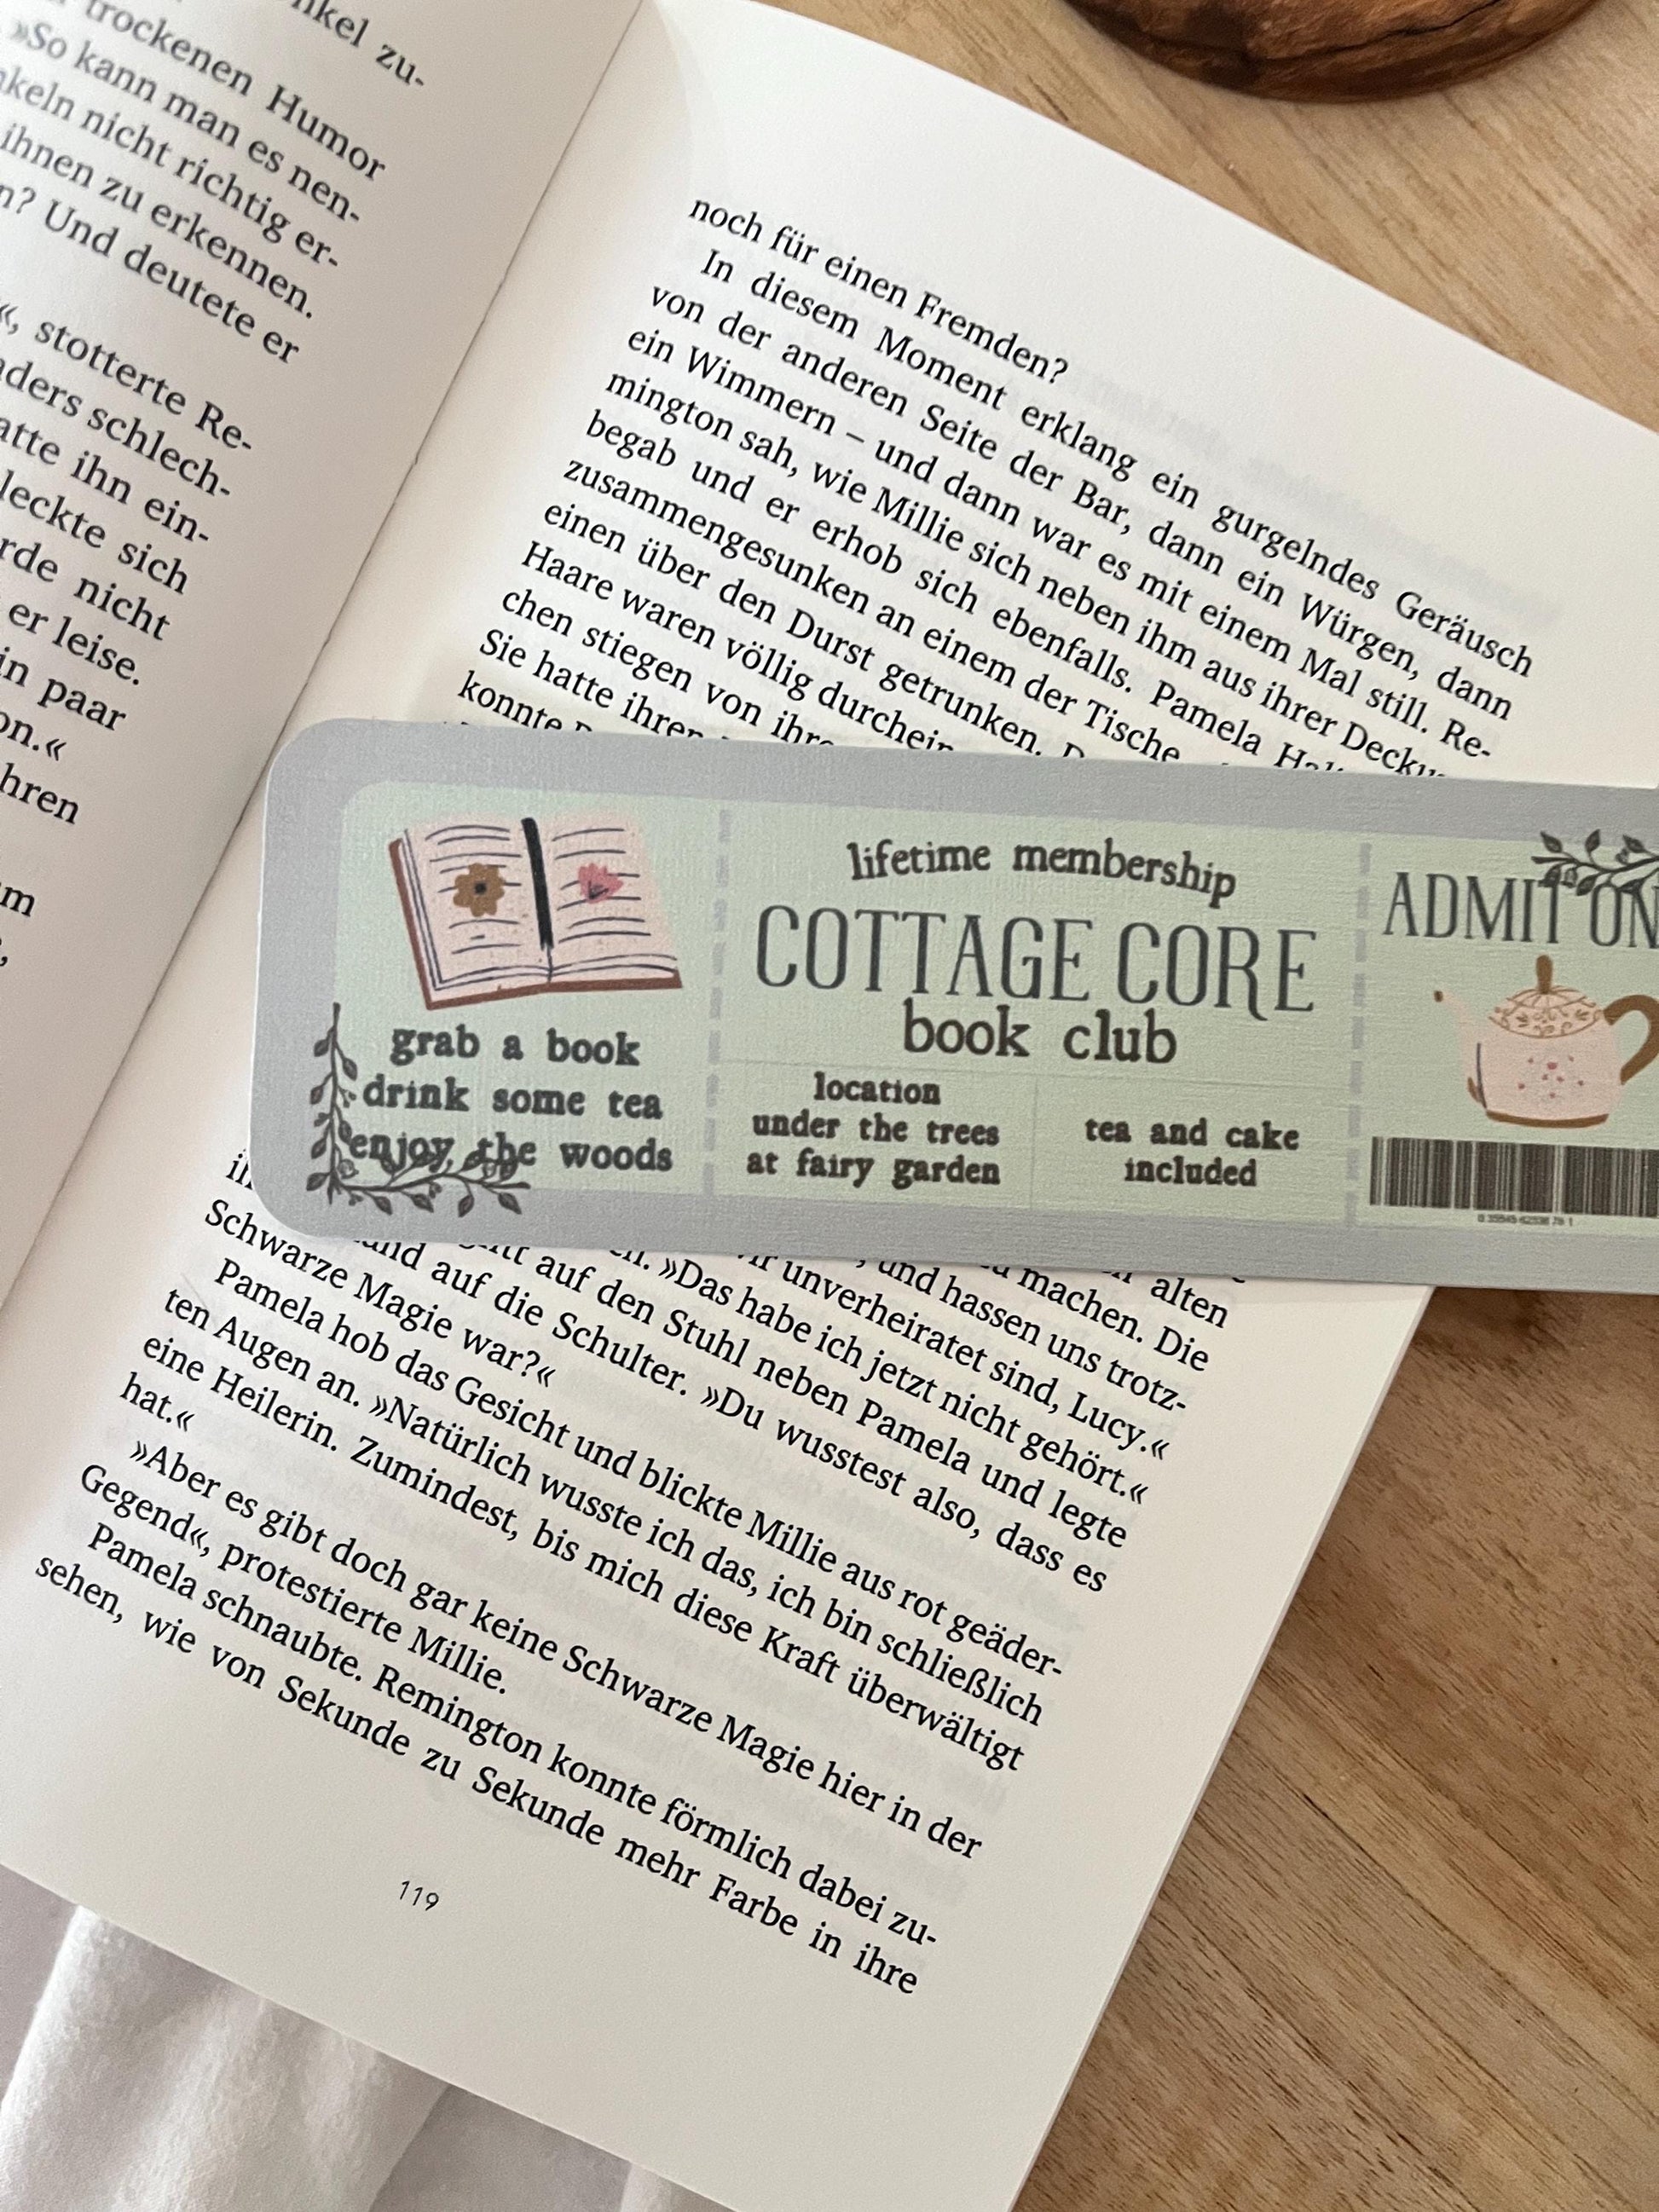 nkel zu-
trockenen Humor
»So kann man es nen-
nkeln nicht richtig er-
ihnen zu erkennen.
n? Und deutete er
«, stotterte Re-
nders schlech-
atte ihn ein-
leckte sich
rde nicht
er leise.
in paar
on.«
hren
m
noch für einen Fremden?
In diesem Moment erklang ein gurgelndes Geräusch
von der anderen Seite der Bar, dann ein Würgen, dann
ein Wimmern – und dann war es mit einem Mal still. Re-
mington sah, wie Millie sich neben ihm aus ihrer Decku
begab und er erhob sich ebenfalls. Pamela
zusammengesunken an einem der Tische
einen über den Durst getrunken.
Haare waren völlig durchein
chen stiegen von ihre
Sie hatte ihren
konnte
lifetime membership
COTTAGE CORE
book club
grab a book
drink some tea
enjoy the woods
location
under the trees
at fairy garden
tea and cake
included
ADMIT ON
alten
machen. Die
und hassen uns trotz-
ir unverheiratet sind, Lucy.«
en. »Das habe ich jetzt nicht gehört.«
auf den Stuhl neben Pamela und legte
und auf die Schulter. »Du wusstest also, dass es
Schwarze Magie war?«
Pamela hob das Gesicht und blickte Millie aus rot geäder-
ten Augen an. »Natürlich wusste ich das, ich bin schließlich
eine Heilerin. Zumindest, bis mich diese Kraft überwältigt
hat.«
»Aber es gibt doch gar keine Schwarze Magie hier in der
Gegend«, protestierte Millie.
Pamela schnaubte. Remington konnte förmlich dabei zu-
sehen, wie von Sekunde zu Sekunde mehr Farbe in ihre
119